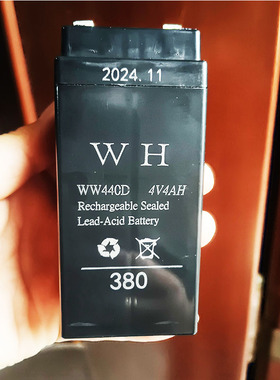 2024.11
W H
WW440D 4V4AH
Rechargeable Sealed
Lead-Acid Battery
380